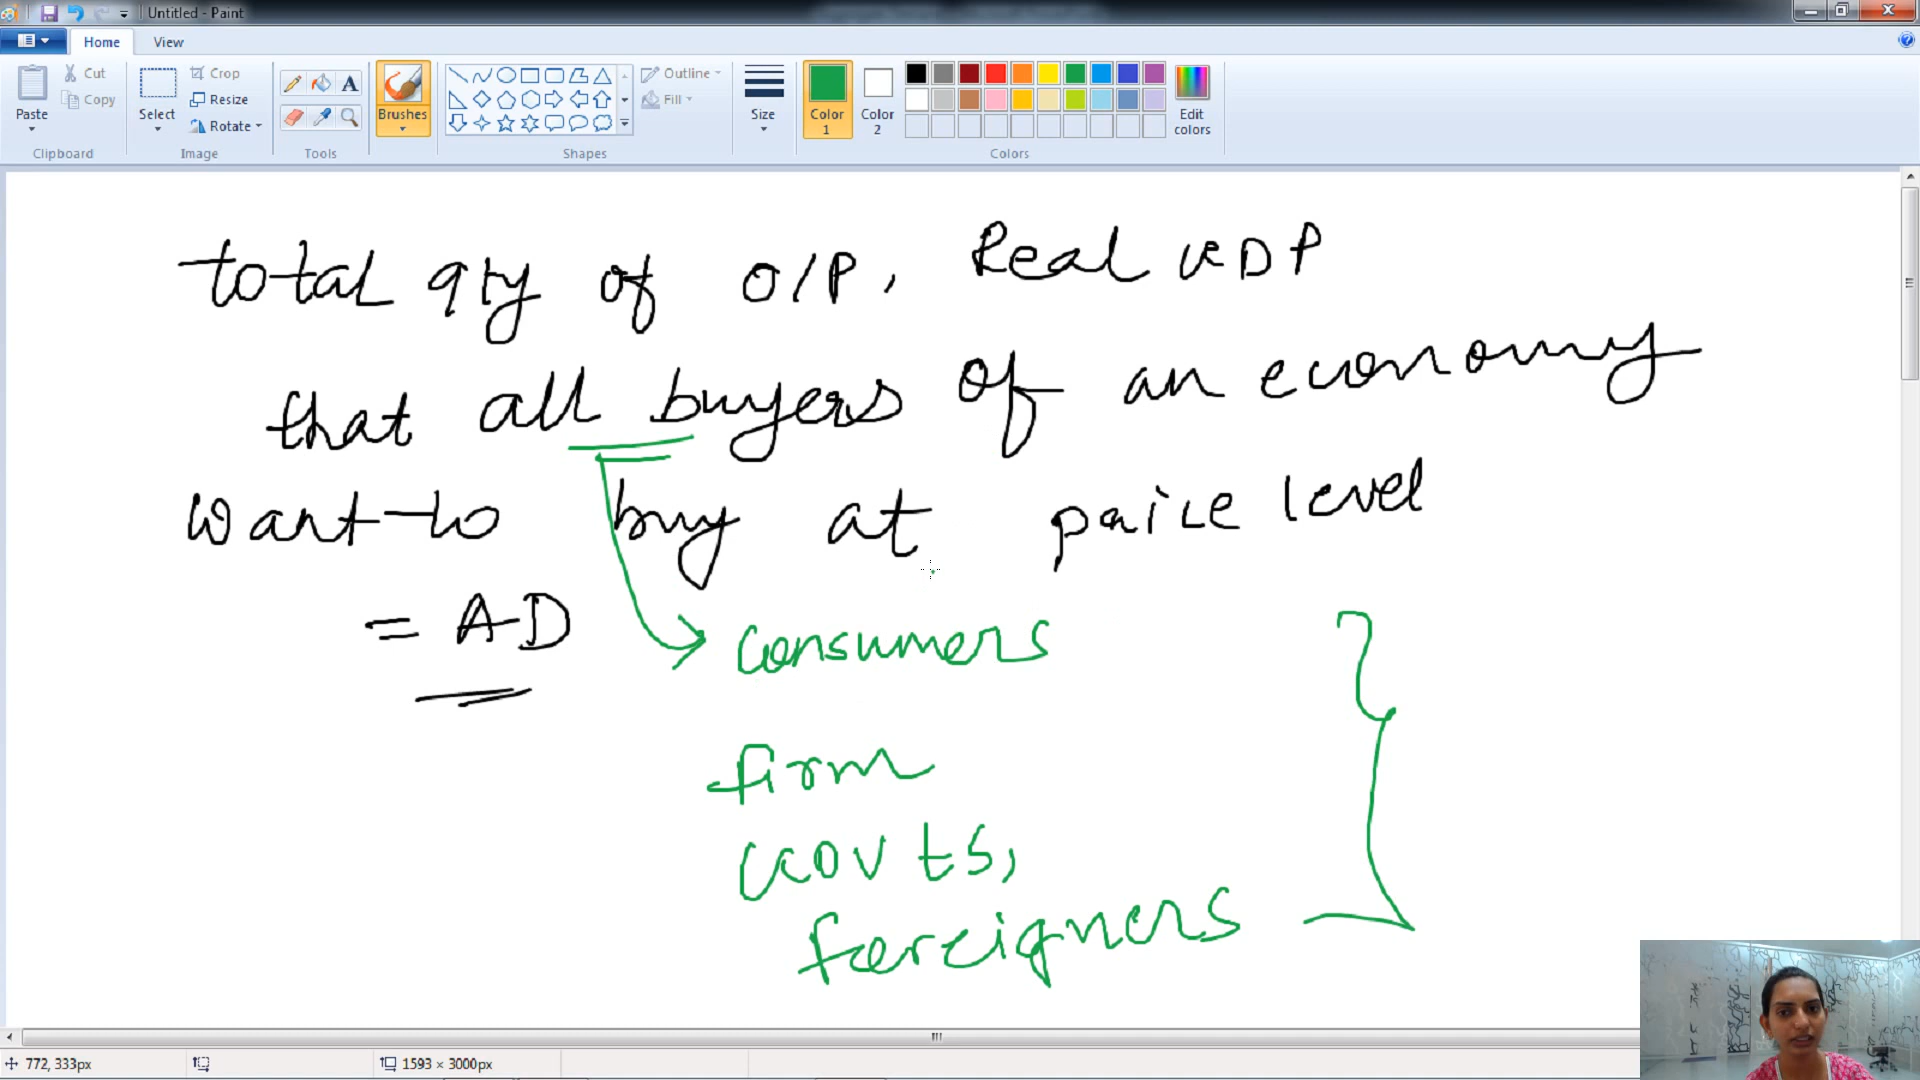 Untitled - Paint
Home View
Cut
Copy
Paste
Clipboard
Select
Crop
Resize
Rotate
Image
Tools
Brushes
Shapes
Outline
Fill
Size
Color 1
Color 2
Edit colors
Colors
total qty of O/P, Real GDP
that all buyers of an economy
want to buy at price level
= AD
consumers
firm
Govts,
foreigners
772, 333px
1593 × 3000px